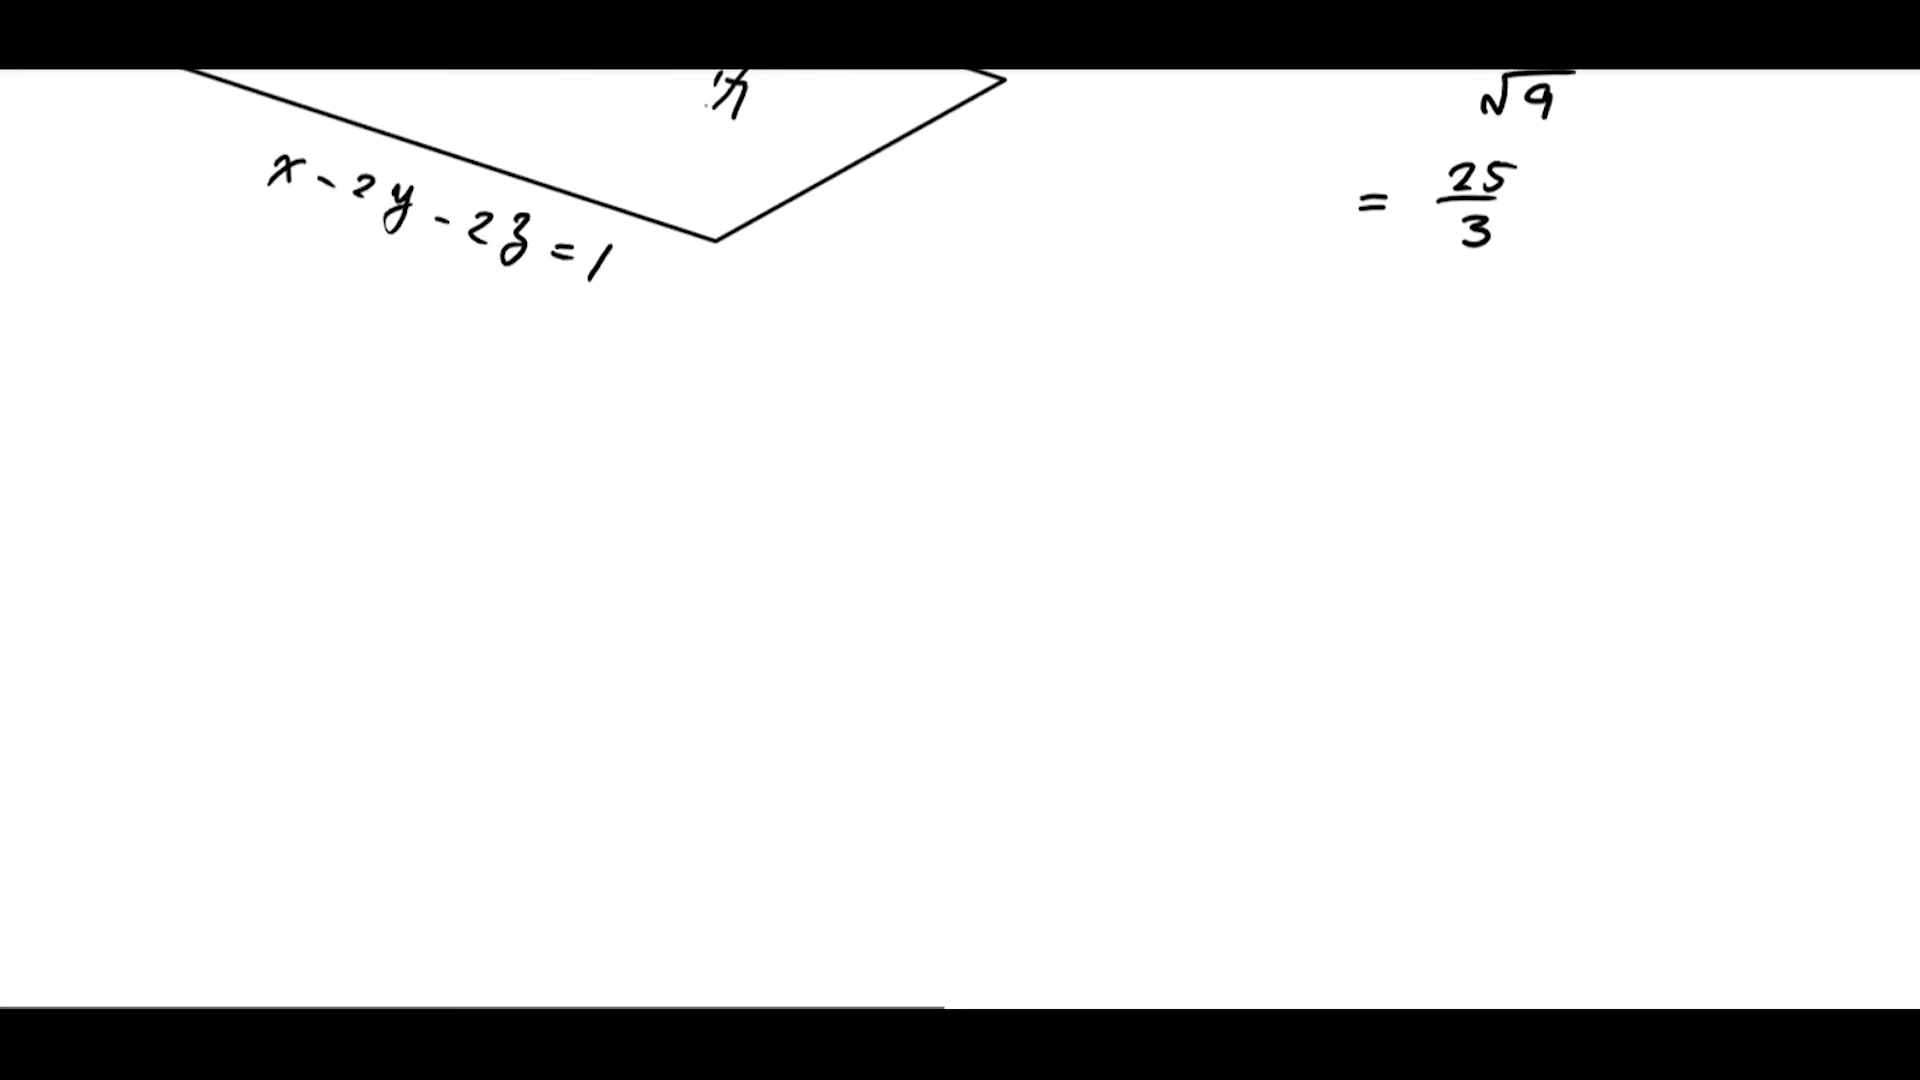 x - 2y - 2z = 1
√9
= 25/3